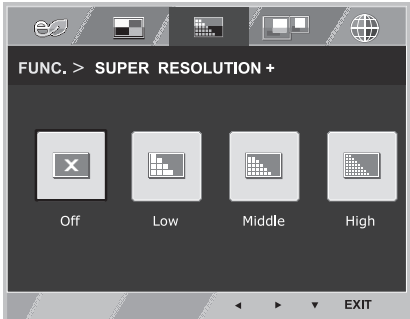 FUNC. > SUPER RESOLUTION +
Off Low Middle High
◄ ► ▼ EXIT